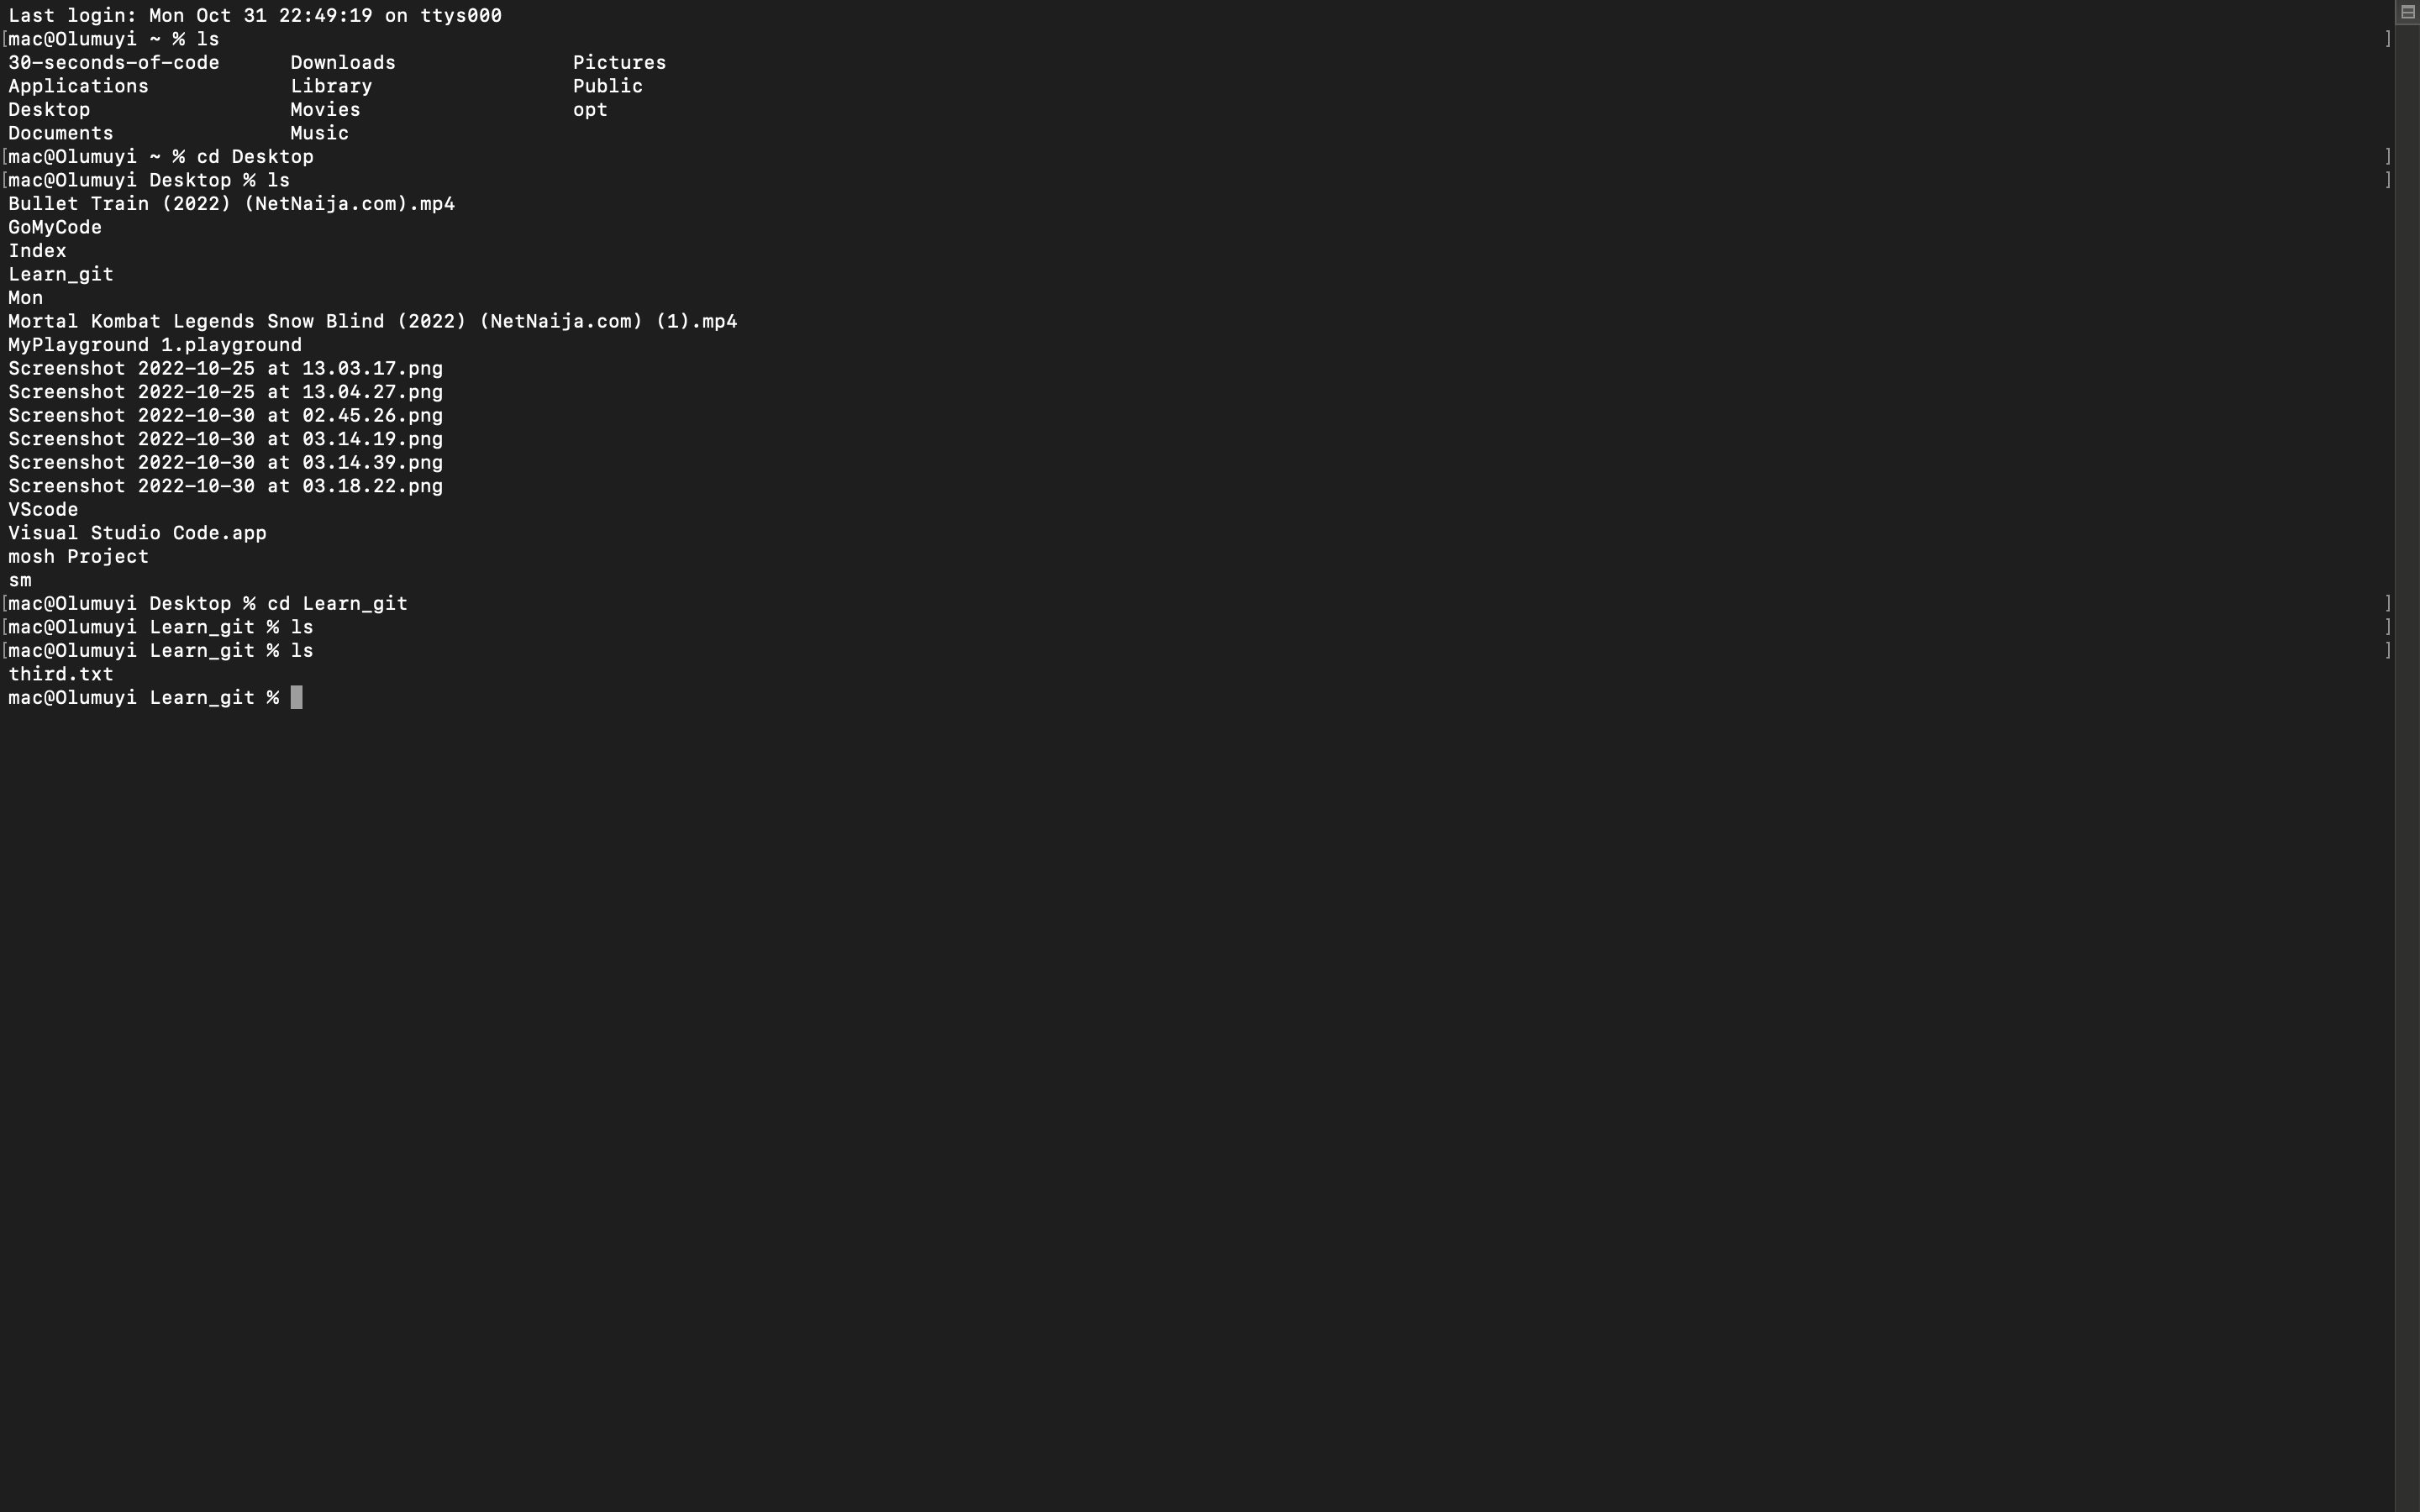 Last login: Mon Oct 31 22:49:19 on ttys000
[mac@Olumuyi ~ % ls ]
30-seconds-of-code Downloads Pictures
Applications Library Public
Desktop Movies opt
Documents Music
[mac@Olumuyi ~ % cd Desktop ]
[mac@Olumuyi Desktop % ls ]
Bullet Train (2022) (NetNaija.com).mp4
GoMyCode
Index
Learn_git
Mon
Mortal Kombat Legends Snow Blind (2022) (NetNaija.com) (1).mp4
MyPlayground 1.playground
Screenshot 2022-10-25 at 13.03.17.png
Screenshot 2022-10-25 at 13.04.27.png
Screenshot 2022-10-30 at 02.45.26.png
Screenshot 2022-10-30 at 03.14.19.png
Screenshot 2022-10-30 at 03.14.39.png
Screenshot 2022-10-30 at 03.18.22.png
VScode
Visual Studio Code.app
mosh Project
sm
[mac@Olumuyi Desktop % cd Learn_git ]
[mac@Olumuyi Learn_git % ls ]
[mac@Olumuyi Learn_git % ls ]
third.txt
mac@Olumuyi Learn_git %